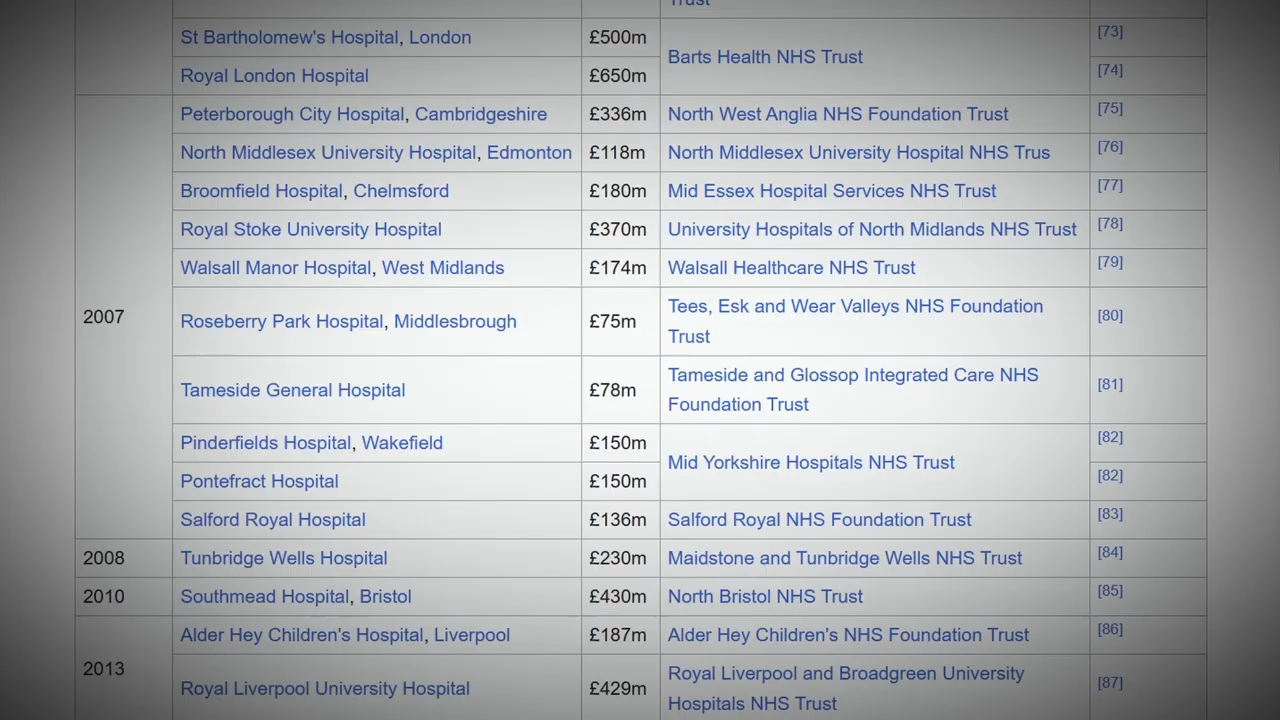 Trust
St Bartholomew's Hospital, London £500m Barts Health NHS Trust [73]
Royal London Hospital £650m [74]
2007
Peterborough City Hospital, Cambridgeshire £336m North West Anglia NHS Foundation Trust [75]
North Middlesex University Hospital, Edmonton £118m North Middlesex University Hospital NHS Trus [76]
Broomfield Hospital, Chelmsford £180m Mid Essex Hospital Services NHS Trust [77]
Royal Stoke University Hospital £370m University Hospitals of North Midlands NHS Trust [78]
Walsall Manor Hospital, West Midlands £174m Walsall Healthcare NHS Trust [79]
Roseberry Park Hospital, Middlesbrough £75m Tees, Esk and Wear Valleys NHS Foundation
Trust [80]
Tameside General Hospital £78m Tameside and Glossop Integrated Care NHS
Foundation Trust [81]
Pinderfields Hospital, Wakefield £150m Mid Yorkshire Hospitals NHS Trust [82]
Pontefract Hospital £150m [82]
Salford Royal Hospital £136m Salford Royal NHS Foundation Trust [83]
2008 Tunbridge Wells Hospital £230m Maidstone and Tunbridge Wells NHS Trust [84]
2010 Southmead Hospital, Bristol £430m North Bristol NHS Trust [85]
2013
Alder Hey Children's Hospital, Liverpool £187m Alder Hey Children's NHS Foundation Trust [86]
Royal Liverpool University Hospital £429m Royal Liverpool and Broadgreen University
Hospitals NHS Trust [87]